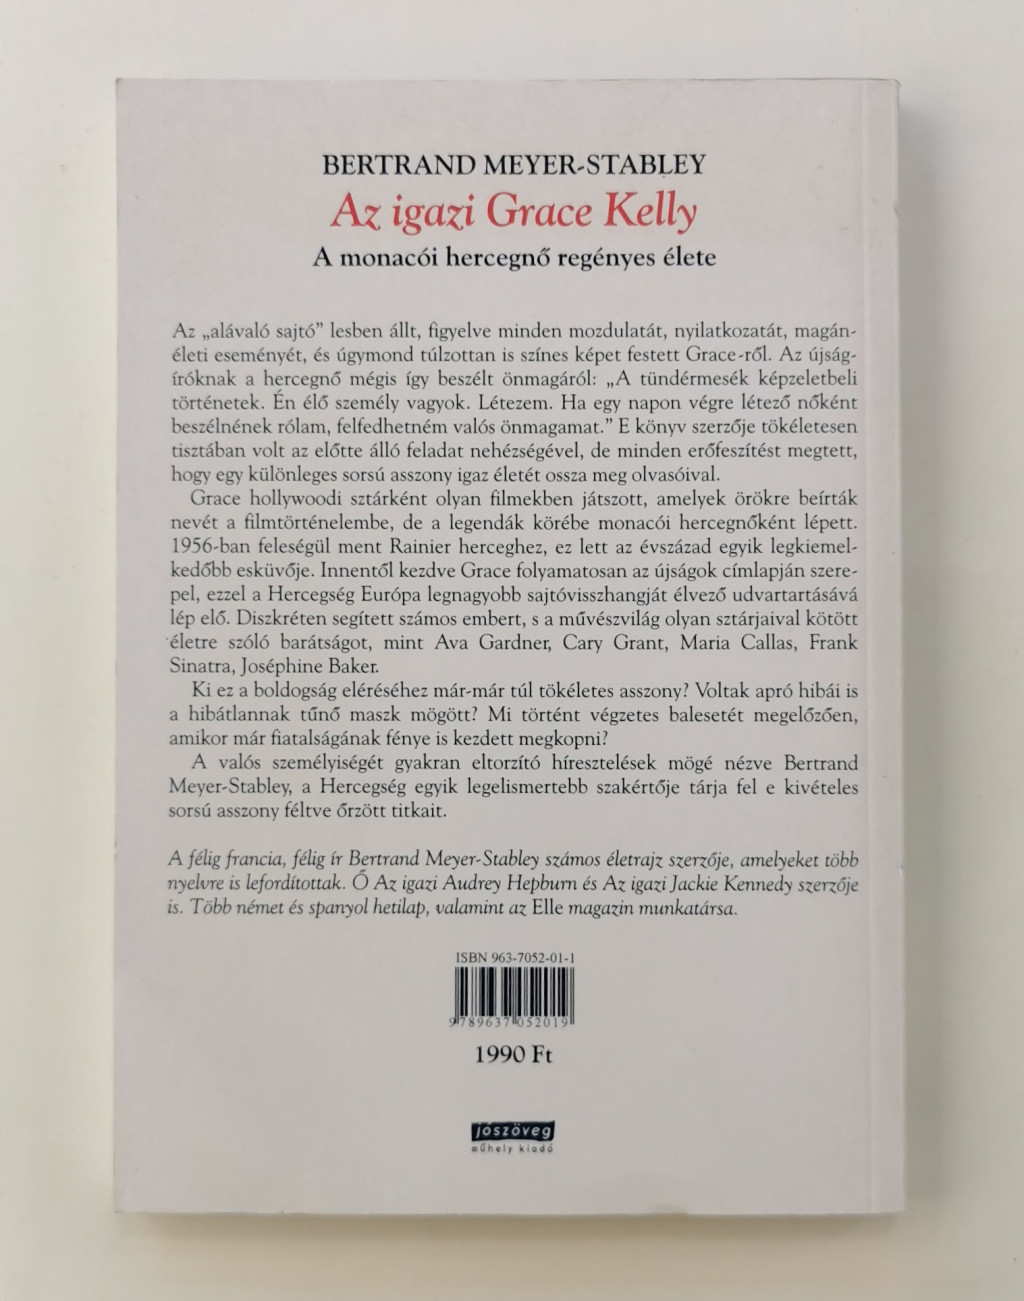 BERTRAND MEYER-STABLEY
Az igazi Grace Kelly
A monacói hercegnő regényes élete
Az „alávaló sajtó” lesben állt, figyelve minden mozdulatát, nyilatkozatát, magán-
életi eseményét, és úgymond túlzottan is színes képet festett Grace-ről. Az újság-
íróknak a hercegnő mégis így beszélt önmagáról: „A tündérmesék képzeletbeli
történetek. Én élő személy vagyok. Létezem. Ha egy napon végre létező nőként
beszélnének rólam, felfedhetném valós önmagamat.” E könyv szerzője tökéletesen
tisztában volt az előtte álló feladat nehézségével, de minden erőfeszítést megtett,
hogy egy különleges sorsú asszony igaz életét ossza meg olvasóival.
Grace hollywoodi sztárként olyan filmekben játszott, amelyek örökre beírták
nevét a filmtörténelembe, de a legendák körébe monacói hercegnőként lépett.
1956-ban feleségül ment Rainier herceghez, ez lett az évszázad egyik legkiemel-
kedőbb esküvője. Innentől kezdve Grace folyamatosan az újságok címlapján szere-
pel, ezzel a Hercegség Európa legnagyobb sajtóvisszhangját élvező udvartartásává
lép elő. Diszkréten segített számos embert, s a művészvilág olyan sztárjaival kötött
életre szóló barátságot, mint Ava Gardner, Cary Grant, Maria Callas, Frank
Sinatra, Joséphine Baker.
Ki ez a boldogság eléréséhez már-már túl tökéletes asszony? Voltak apró hibái is
a hibátlannak tűnő maszk mögött? Mi történt végzetes balesetét megelőzően,
amikor már fiatalságának fénye is kezdett megkopni?
A valós személyiségét gyakran eltorzító híresztelések mögé nézve Bertrand
Meyer-Stabley, a Hercegség egyik legelismertebb szakértője tárja fel e kivételes
sorsú asszony féltve őrzött titkait.
A félig francia, félig ír Bertrand Meyer-Stabley számos életrajz szerzője, amelyeket több
nyelvre is lefordítottak. Ő Az igazi Audrey Hepburn és Az igazi Jackie Kennedy szerzője
is. Több német és spanyol hetilap, valamint az Elle magazin munkatársa.
ISBN 963-7052-01-1
9789637052019
1990 Ft
jószöveg
műhely kiadó